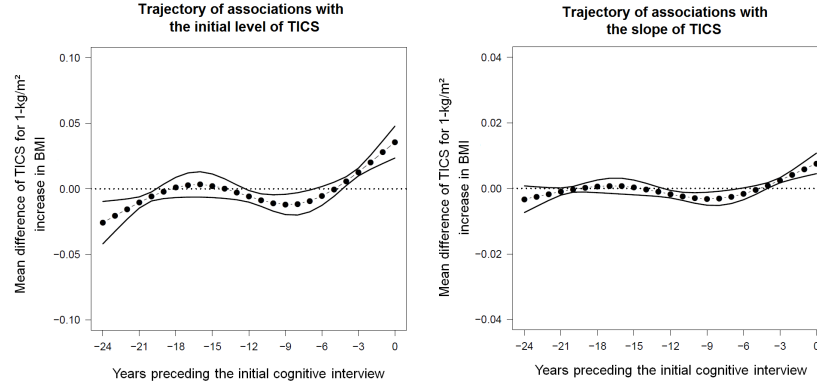 Trajectory of associations with
the initial level of TICS
Mean difference of TICS for 1-kg/m²
increase in BMI
0.10
0.05
0.00
−0.05
−0.10
−24 −21 −18 −15 −12 −9 −6 −3 0
Years preceding the initial cognitive interview
Trajectory of associations with
the slope of TICS
Mean difference of TICS for 1-kg/m²
increase in BMI
0.04
0.02
0.00
−0.02
−0.04
−24 −21 −18 −15 −12 −9 −6 −3 0
Years preceding the initial cognitive interview